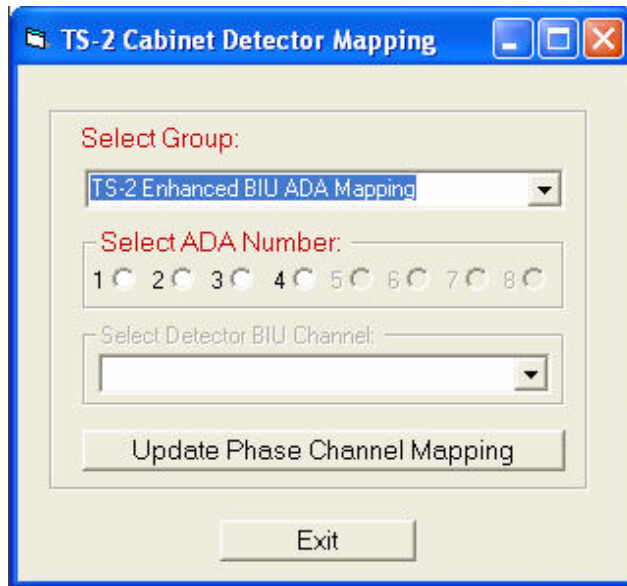 TS-2 Cabinet Detector Mapping
Select Group:
TS-2 Enhanced BIU ADA Mapping
Select ADA Number:
1 2 3 4 5 6 7 8
Select Detector BIU Channel:
Update Phase Channel Mapping
Exit